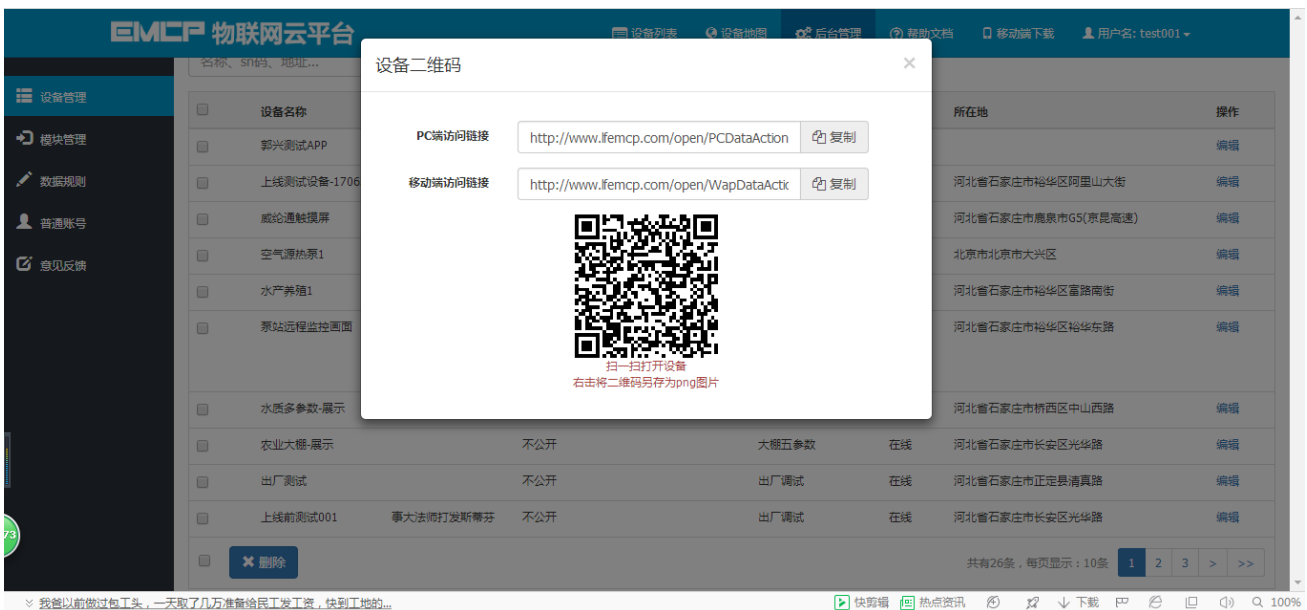 EMCP 物联网云平台
设备列表 设备地图 后台管理 帮助文档 移动端下载 用户名: test001
名称、sn码、地址...
设备管理
模块管理
数据规则
普通账号
意见反馈
设备二维码 ×
PC端访问链接 http://www.lfemcp.com/open/PCDataAction 复制
移动端访问链接 http://www.lfemcp.com/open/WapDataActic 复制
扫一扫打开设备
右击将二维码另存为png图片
设备名称 所在地 操作
郭兴测试APP 编辑
上线测试设备-1706 河北省石家庄市裕华区阿里山大街 编辑
威纶通触摸屏 河北省石家庄市鹿泉市G5(京昆高速) 编辑
空气源热泵1 北京市北京市大兴区 编辑
水产养殖1 河北省石家庄市裕华区富路南街 编辑
泵站远程监控画面 河北省石家庄市裕华区裕华东路 编辑
水质多参数-展示 河北省石家庄市桥西区中山西路 编辑
农业大棚-展示 不公开 大棚五参数 在线 河北省石家庄市长安区光华路 编辑
出厂测试 不公开 出厂调试 在线 河北省石家庄市正定县清真路 编辑
上线前测试001 事大法师打发斯蒂芬 不公开 出厂调试 在线 河北省石家庄市长安区光华路 编辑
删除 共有26条，每页显示：10条 1 2 3 > >>
73
我爸以前做过包工头，一天取了几万准备给民工发工资，快到工地的... 快剪辑 热点资讯 下载 100%